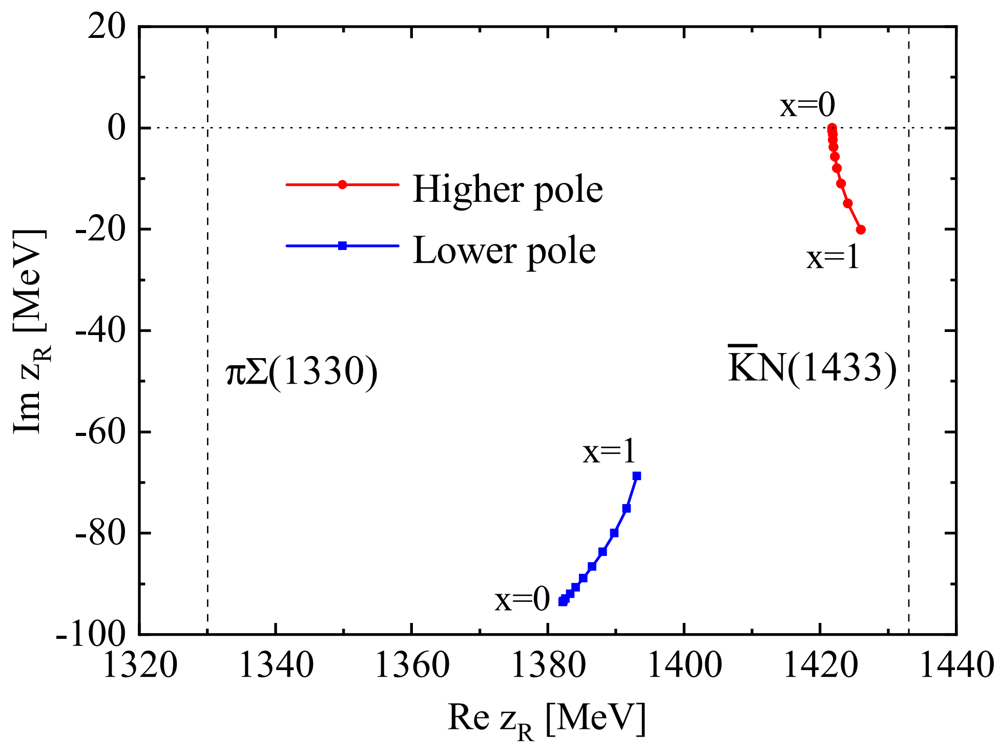 20
0
-20
-40
-60
-80
-100
Im z_R [MeV]
x=0
Higher pole
Lower pole
x=1
πΣ(1330)
K̅N(1433)
x=1
x=0
1320 1340 1360 1380 1400 1420 1440
Re z_R [MeV]